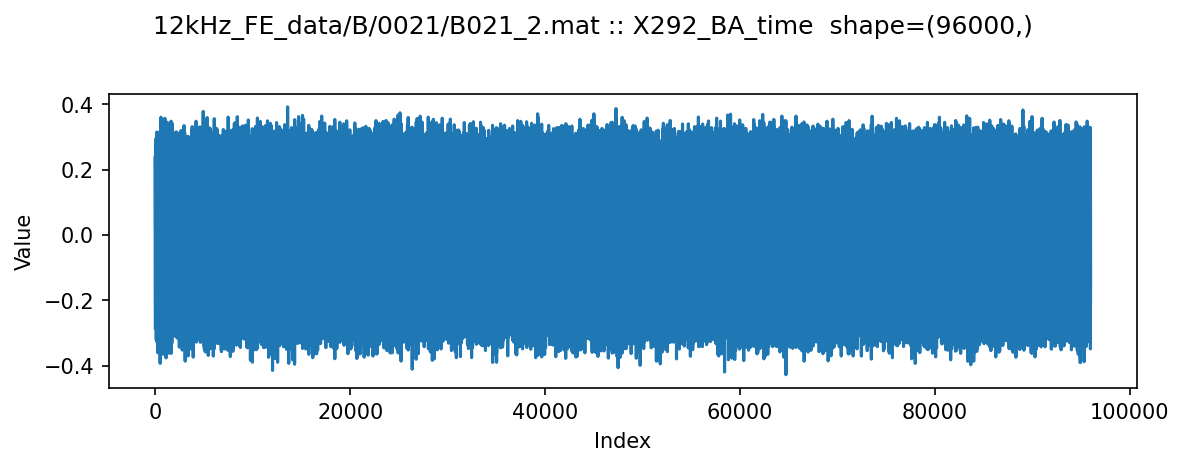 12kHz_FE_data/B/0021/B021_2.mat :: X292_BA_time  shape=(96000,)
0.4
0.2
0.0
−0.2
−0.4
Value
0 20000 40000 60000 80000 100000
Index